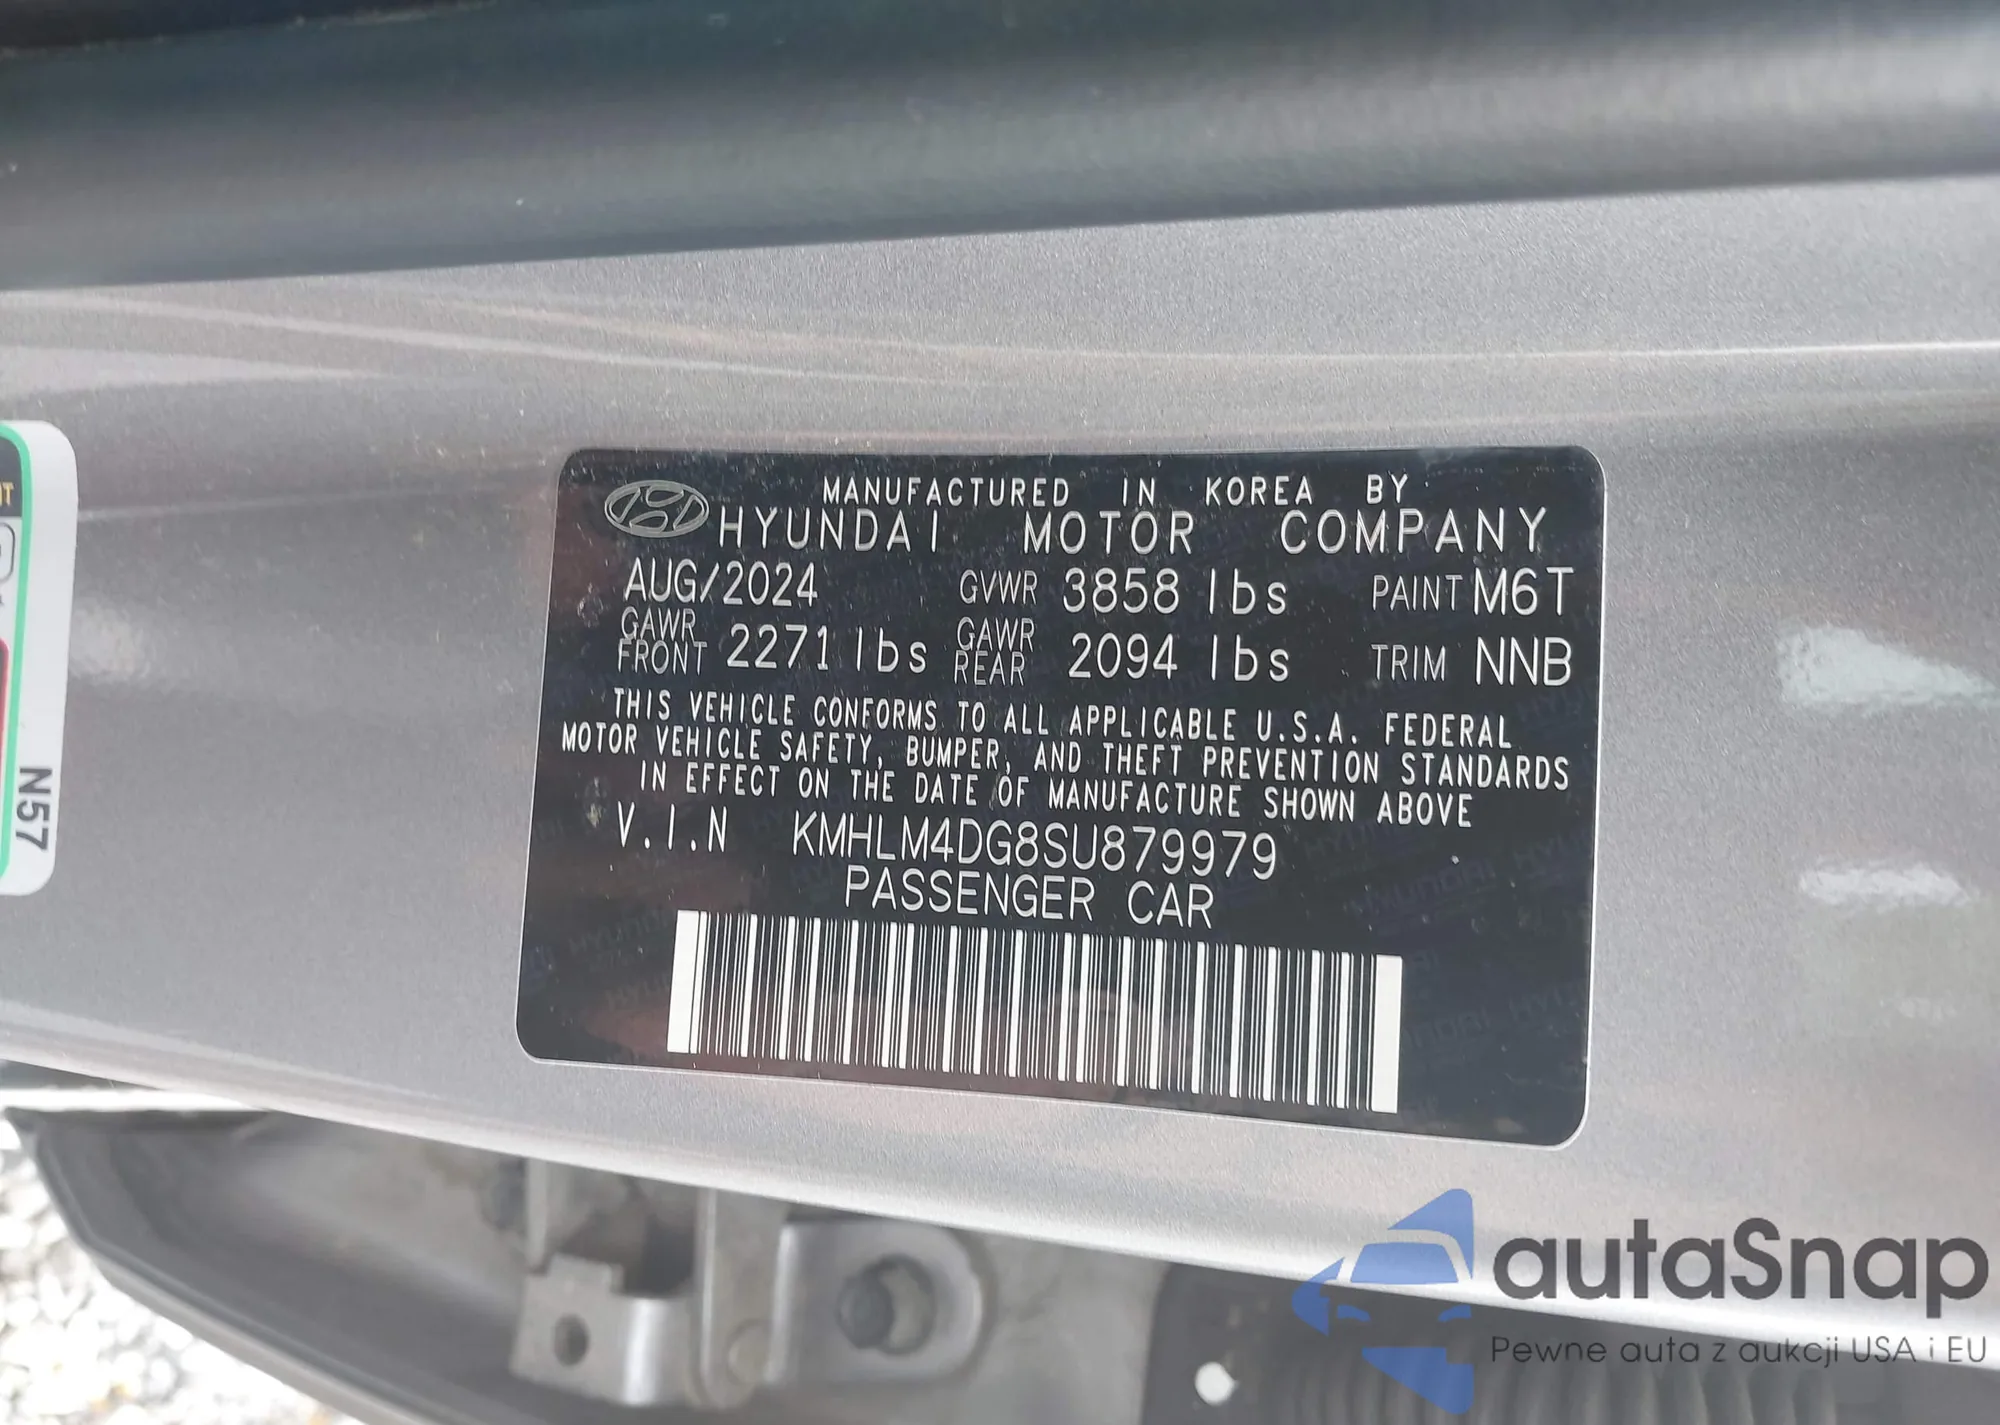 MANUFACTURED IN KOREA BY
HYUNDAI MOTOR COMPANY
AUG/2024 GVWR 3858 lbs PAINT M6T
GAWR FRONT 2271 lbs GAWR REAR 2094 lbs TRIM NNB
THIS VEHICLE CONFORMS TO ALL APPLICABLE U.S.A. FEDERAL
MOTOR VEHICLE SAFETY, BUMPER, AND THEFT PREVENTION STANDARDS
IN EFFECT ON THE DATE OF MANUFACTURE SHOWN ABOVE
V.I.N KMHLM4DG8SU879979
PASSENGER CAR
N57
autaSnap
Pewne auta z aukcji USA i EU